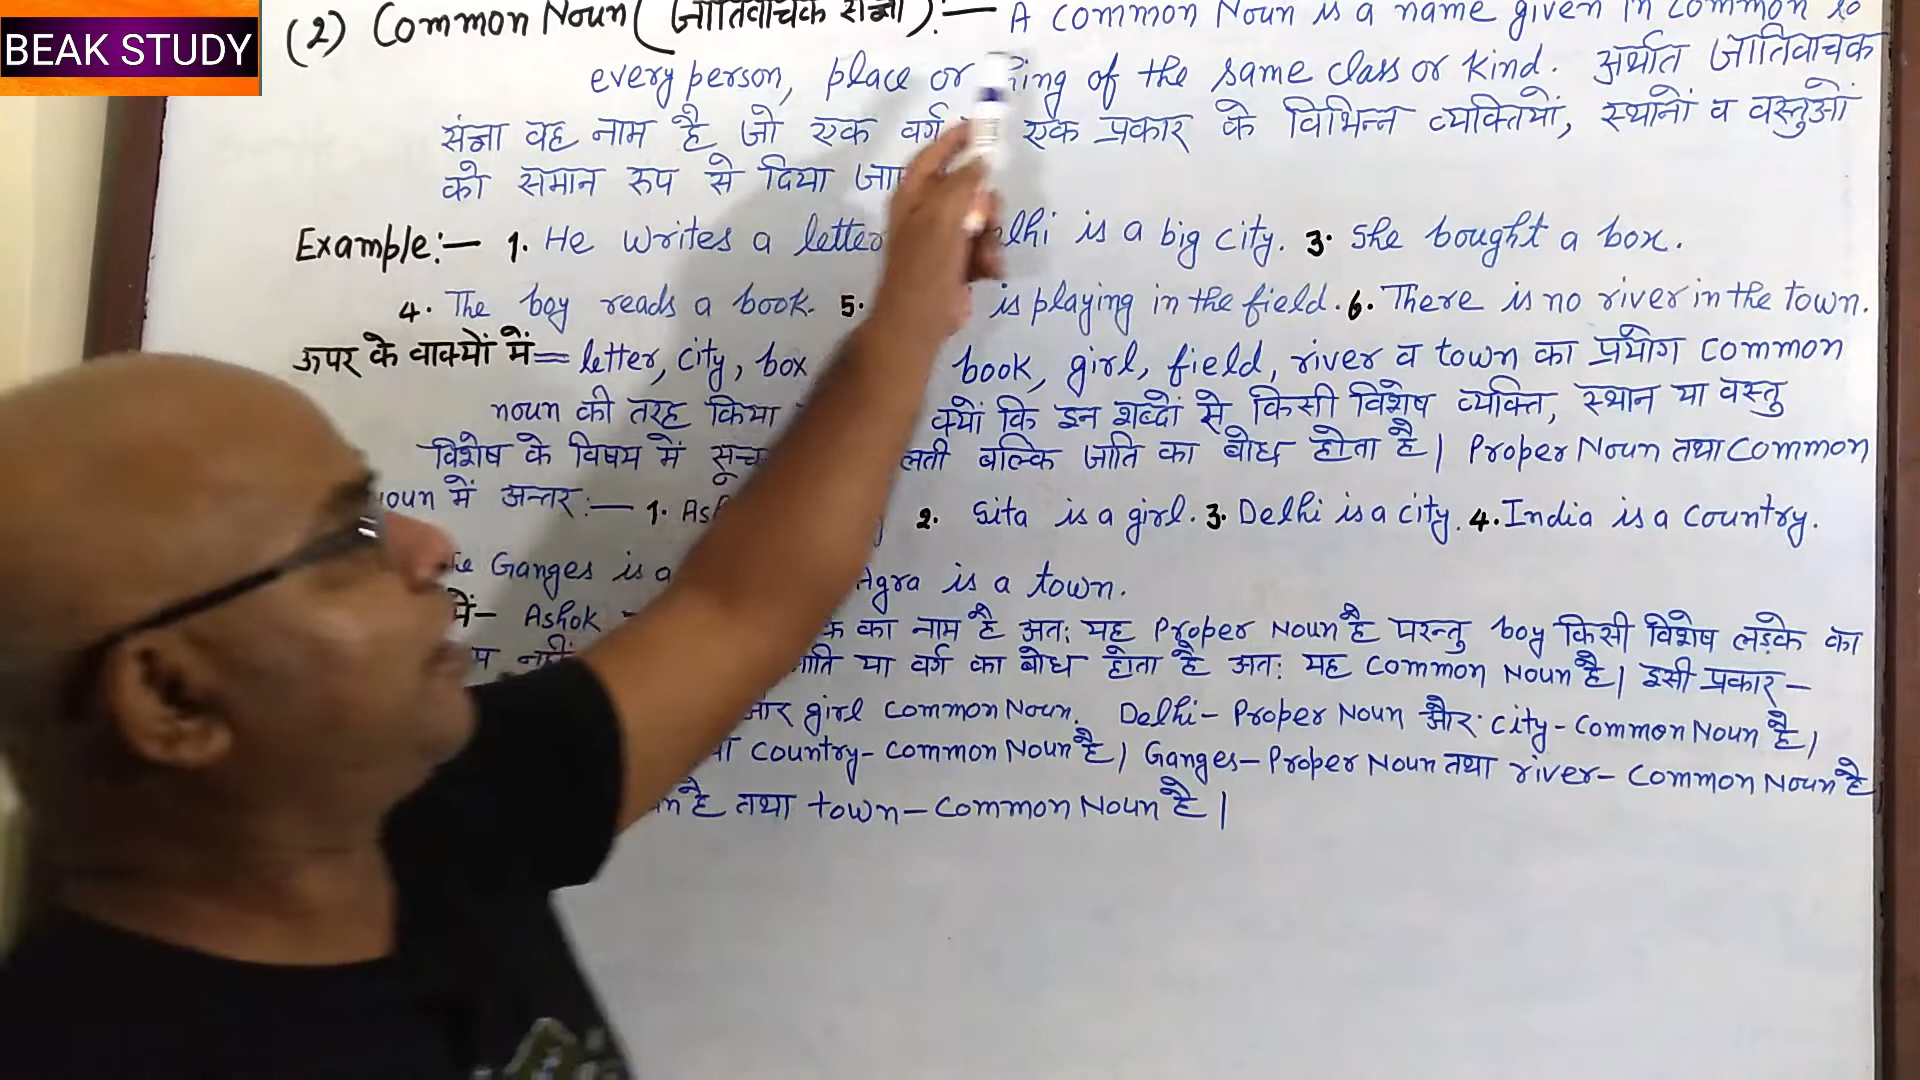 BEAK STUDY
(2) Common Noun (जातिवाचक संज्ञा):— A Common Noun is a name given in common to
every person, place or of the same class or kind. अर्थात जातिवाचक
संज्ञा वह नाम है जो एक वर्ग एक प्रकार के विभिन्न व्यक्तियों, स्थानों व वस्तुओं
को समान रूप से दिया
Example:— 1. He writes a is a big city. 3. She bought a box.
4. The boy reads a book. 5. is playing in the field. 6. There is no river in the town.
ऊपर के वाक्यों में= letter, city, box book, girl, field, river व town का प्रयोग common
noun की तरह किया क्यों कि इन शब्दों से किसी विशेष व्यक्ति, स्थान या वस्तु
विशेष के विषय में बल्कि जाति का बोध होता है| Proper Noun तथा Common
में अन्तर:— 1. 2. Sita is a girl. 3. Delhi is a city. 4. India is a country.
Ganges is a Agra is a town.
में- Ashok का नाम है अत: यह Proper Noun है परन्तु boy किसी विशेष लड़के का
नहीं या वर्ग का बोध होता है अत: यह Common Noun है| इसी प्रकार –
और girl common Noun. Delhi- Proper Noun और city- Common Noun है|
country- Common Noun है| Ganges- Proper Noun तथा river- Common Noun है
है तथा town- Common Noun है|